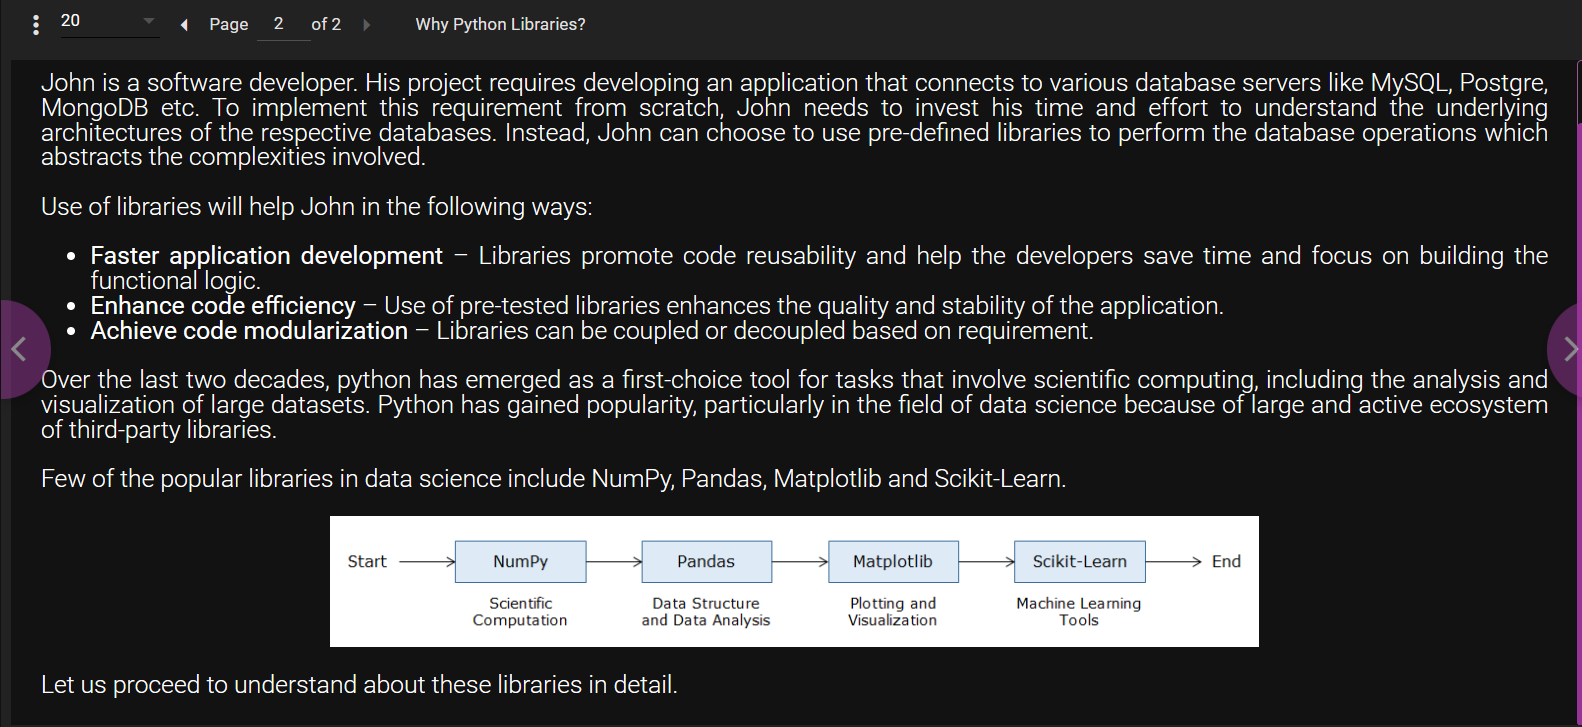 20 Page 2 of 2 Why Python Libraries?
John is a software developer. His project requires developing an application that connects to various database servers like MySQL, Postgre,
MongoDB etc. To implement this requirement from scratch, John needs to invest his time and effort to understand the underlying
architectures of the respective databases. Instead, John can choose to use pre-defined libraries to perform the database operations which
abstracts the complexities involved.
Use of libraries will help John in the following ways:
• Faster application development – Libraries promote code reusability and help the developers save time and focus on building the
functional logic.
• Enhance code efficiency – Use of pre-tested libraries enhances the quality and stability of the application.
• Achieve code modularization – Libraries can be coupled or decoupled based on requirement.
Over the last two decades, python has emerged as a first-choice tool for tasks that involve scientific computing, including the analysis and
visualization of large datasets. Python has gained popularity, particularly in the field of data science because of large and active ecosystem
of third-party libraries.
Few of the popular libraries in data science include NumPy, Pandas, Matplotlib and Scikit-Learn.
Start NumPy Pandas Matplotlib Scikit-Learn End
Scientific Data Structure Plotting and Machine Learning
Computation and Data Analysis Visualization Tools
Let us proceed to understand about these libraries in detail.